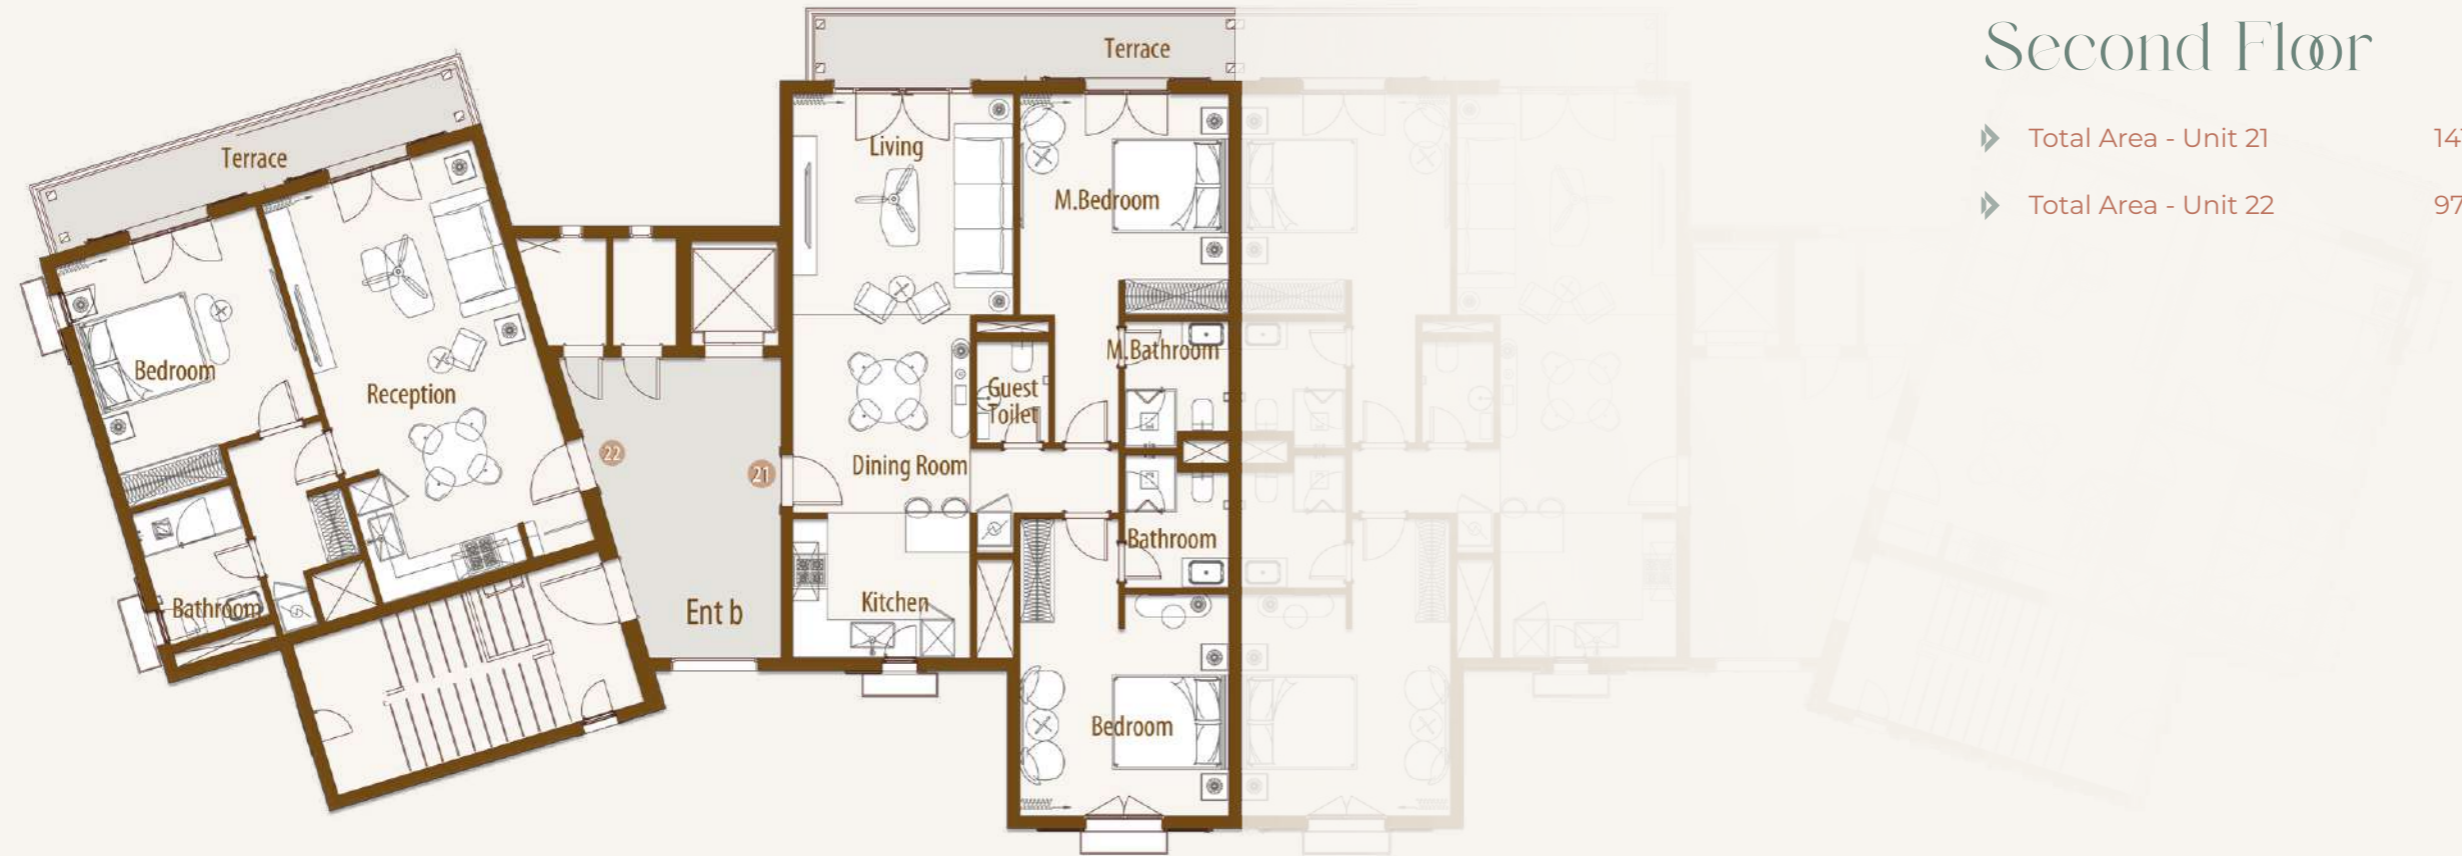 Second Floor
Total Area - Unit 21
Total Area - Unit 22
97
Terrace
Terrace
Living
M.Bedroom
Bedroom
Reception
M.Bathroom
Guest
Toilet
22
21
Dining Room
Bathroom
Bathroom
Kitchen
Ent b
Bedroom